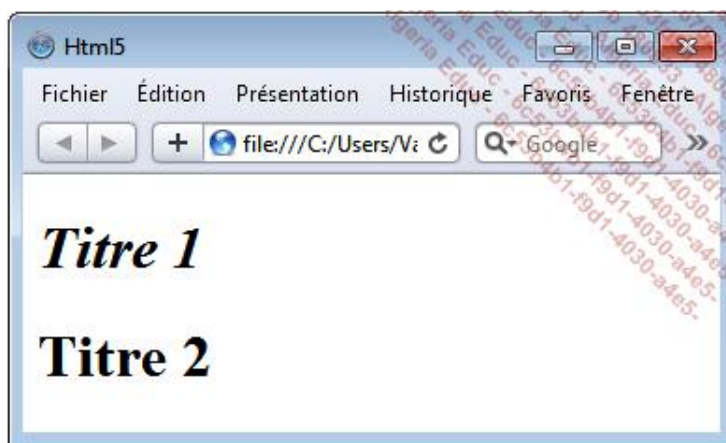 Html5
Fichier Édition Présentation Historique Favoris Fenêtre
file:///C:/Users/Va Google
Titre 1
Titre 2